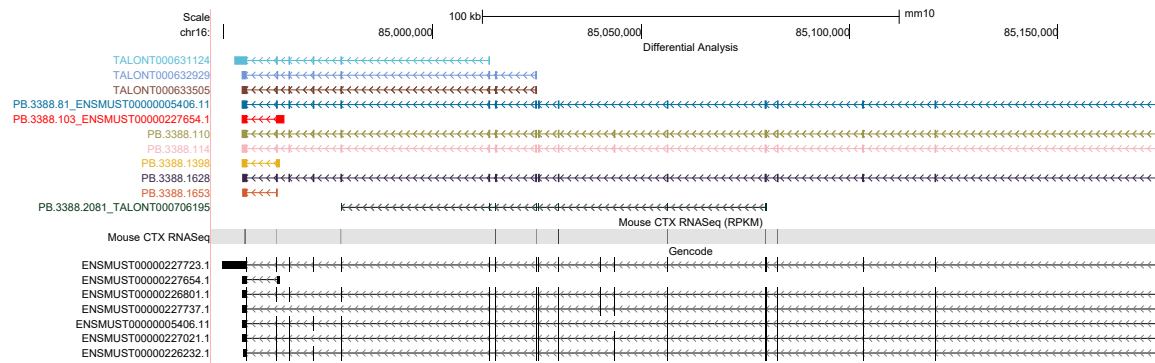 Scale 100 kb mm10
chr16: 85,000,000 85,050,000 85,100,000 85,150,000
Differential Analysis
TALONT000631124
TALONT000632929
TALONT000633505
PB.3388.81_ENSMUST00000005406.11
PB.3388.103_ENSMUST00000227654.1
PB.3388.110
PB.3388.114
PB.3388.1398
PB.3388.1628
PB.3388.1653
PB.3388.2081_TALONT000706195
Mouse CTX RNASeq (RPKM)
Mouse CTX RNASeq
Gencode
ENSMUST00000227723.1
ENSMUST00000227654.1
ENSMUST00000226801.1
ENSMUST00000227737.1
ENSMUST00000005406.11
ENSMUST00000227021.1
ENSMUST00000226232.1